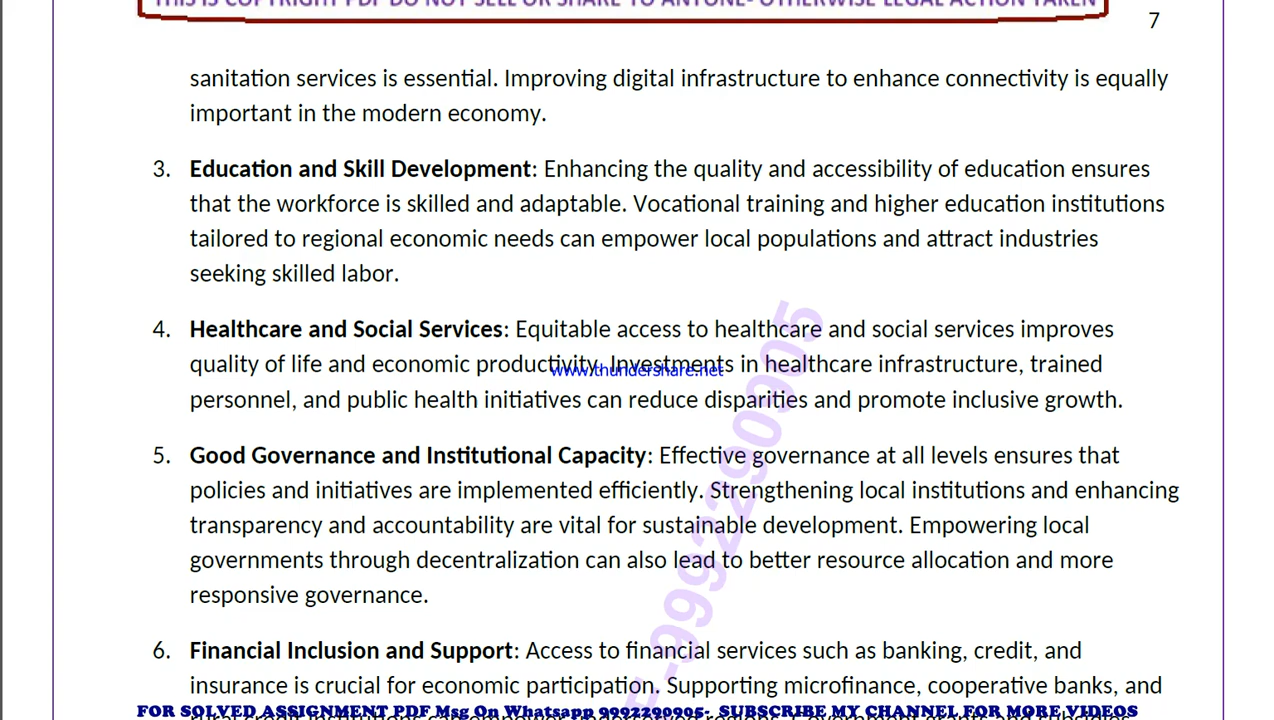 THIS IS COPYRIGHT PDF DO NOT SELL OR SHARE TO ANYONE- OTHERWISE LEGAL ACTION TAKEN
7
sanitation services is essential. Improving digital infrastructure to enhance connectivity is equally
important in the modern economy.
3. Education and Skill Development: Enhancing the quality and accessibility of education ensures
that the workforce is skilled and adaptable. Vocational training and higher education institutions
tailored to regional economic needs can empower local populations and attract industries
seeking skilled labor.
4. Healthcare and Social Services: Equitable access to healthcare and social services improves
quality of life and economic productivity. Investments in healthcare infrastructure, trained
www.thundershare.net
personnel, and public health initiatives can reduce disparities and promote inclusive growth.
5. Good Governance and Institutional Capacity: Effective governance at all levels ensures that
policies and initiatives are implemented efficiently. Strengthening local institutions and enhancing
transparency and accountability are vital for sustainable development. Empowering local
governments through decentralization can also lead to better resource allocation and more
responsive governance.
-9992290905
6. Financial Inclusion and Support: Access to financial services such as banking, credit, and
insurance is crucial for economic participation. Supporting microfinance, cooperative banks, and
FOR SOLVED ASSIGNMENT PDF Msg On Whatsapp 9992290905- SUBSCRIBE MY CHANNEL FOR MORE VIDEOS